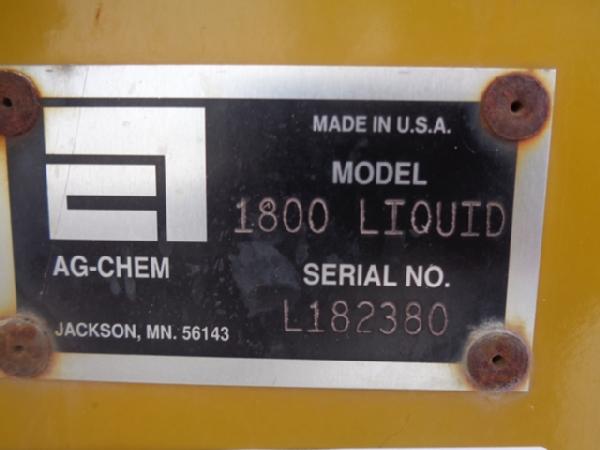 MADE IN U.S.A.
MODEL
1800 LIQUID
AG-CHEM
SERIAL NO.
L182380
JACKSON, MN. 56143